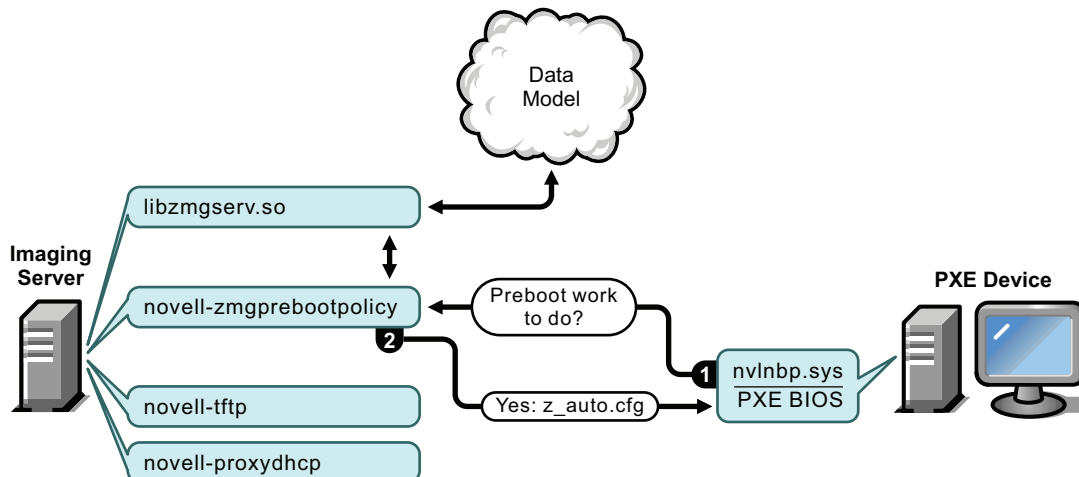 Data
Model
libzmgserv.so
Imaging
Server
PXE Device
novell-zmgprebootpolicy
Preboot work
to do?
2
1
nvlnbp.sys
PXE BIOS
novell-tftp
Yes: z_auto.cfg
novell-proxydhcp